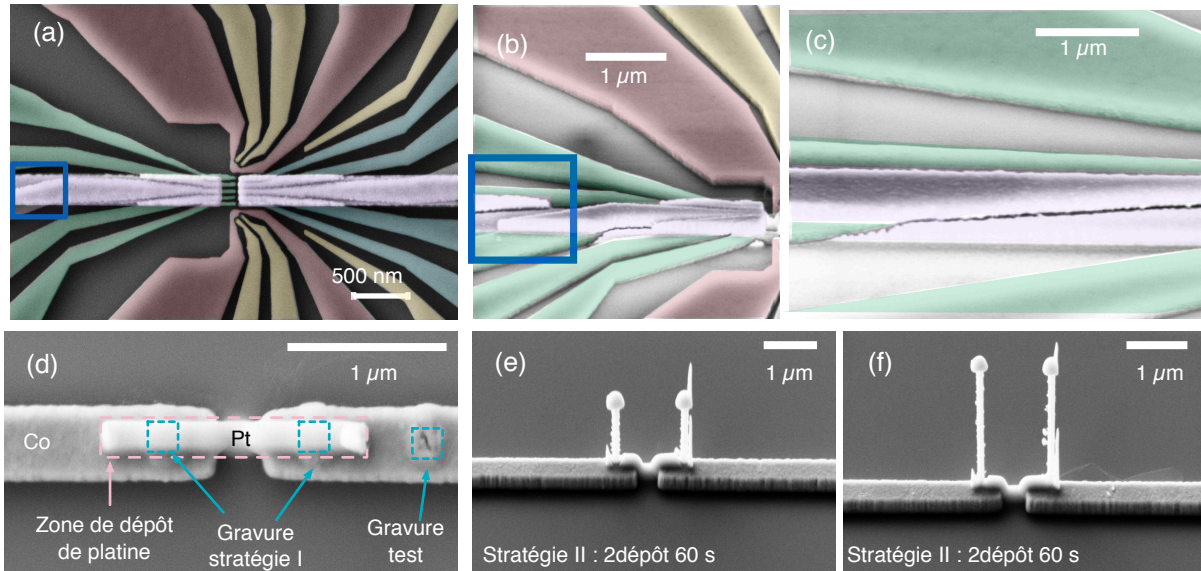 (a)
500 nm
(b)
1 µm
(c)
1 µm
(d)
1 µm
Co
Pt
Zone de dépôt
de platine
Gravure
stratégie I
Gravure
test
(e)
1 µm
Stratégie II : 2dépôt 60 s
(f)
1 µm
Stratégie II : 2dépôt 60 s